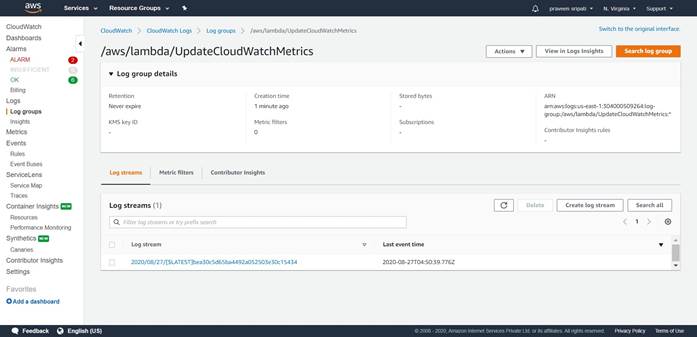 aws
Services
Resource Groups
praveen sripati
N. Virginia
Support
CloudWatch
Dashboards
Alarms
ALARM 2
INSUFFICIENT
OK 6
Billing
Logs
Log groups
Insights
Metrics
Events
Rules
Event Buses
ServiceLens
Service Map
Traces
Container Insights NEW
Resources
Performance Monitoring
Synthetics NEW
Canaries
Contributor Insights
Settings
Favorites
Add a dashboard
CloudWatch
CloudWatch Logs
Log groups
/aws/lambda/UpdateCloudWatchMetrics
Switch to the original interface.
/aws/lambda/UpdateCloudWatchMetrics
Actions
View in Logs Insights
Search log group
Log group details
Retention
Never expire
Creation time
1 minute ago
Stored bytes
-
ARN
arn:aws:logs:us-east-1:304000509264:log-
group:/aws/lambda/UpdateCloudWatchMetrics:*
KMS key ID
-
Metric filters
0
Subscriptions
-
Contributor Insights rules
-
Log streams
Metric filters
Contributor Insights
Log streams (1)
Delete
Create log stream
Search all
Filter log streams or try prefix search
1
Log stream
Last event time
2020/08/27/[$LATEST]bea30c5d65ba4492a052503e30c15434
2020-08-27T04:50:39.776Z
Feedback
English (US)
© 2008 - 2020, Amazon Internet Services Private Ltd. or its affiliates. All rights reserved.
Privacy Policy
Terms of Use